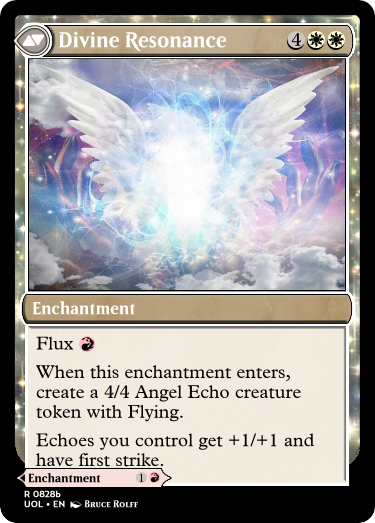 Divine Resonance 4
Enchantment
Flux
When this enchantment enters,
create a 4/4 Angel Echo creature
token with Flying.
Echoes you control get +1/+1 and
have first strike.
Enchantment 1
R 0828b
UOL • EN Bruce Rolff